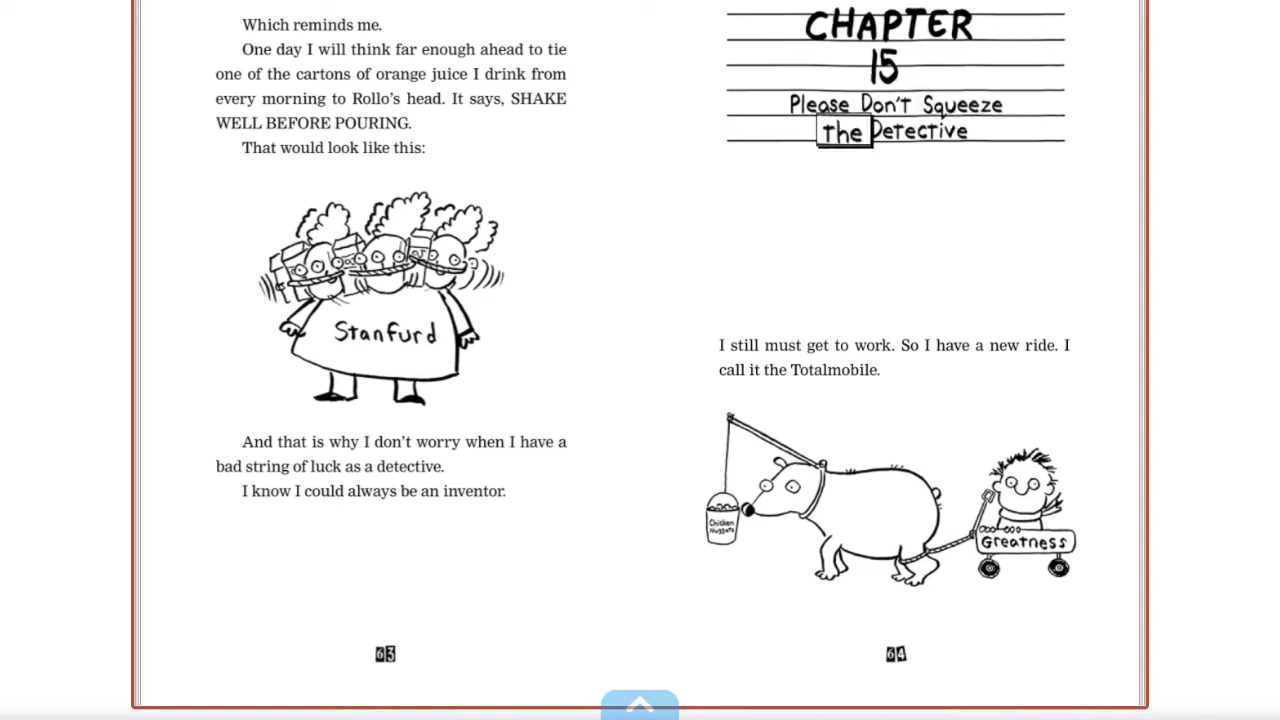 Which reminds me.
One day I will think far enough ahead to tie
one of the cartons of orange juice I drink from
every morning to Rollo’s head. It says, SHAKE
WELL BEFORE POURING.
That would look like this:
Stanfurd
And that is why I don’t worry when I have a
bad string of luck as a detective.
I know I could always be an inventor.
63
CHAPTER
15
Please Don't Squeeze
the Detective
I still must get to work. So I have a new ride. I
call it the Totalmobile.
Chicken
Nuggets
Greatness
64